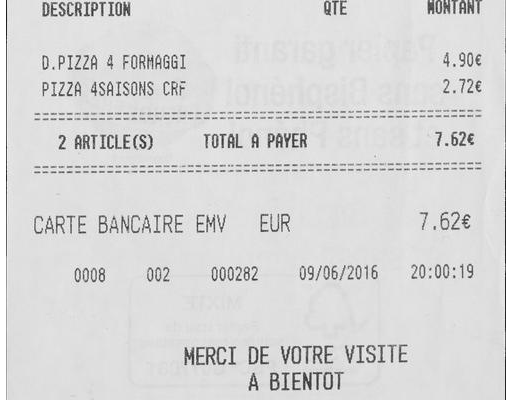 DESCRIPTION QTE MONTANT
D.PIZZA 4 FORMAGGI 4.90€
PIZZA 4SAISONS CRF 2.72€
2 ARTICLE(S) TOTAL A PAYER 7.62€
CARTE BANCAIRE EMV EUR 7.62€
0008 002 000282 09/06/2016 20:00:19
MERCI DE VOTRE VISITE
A BIENTOT